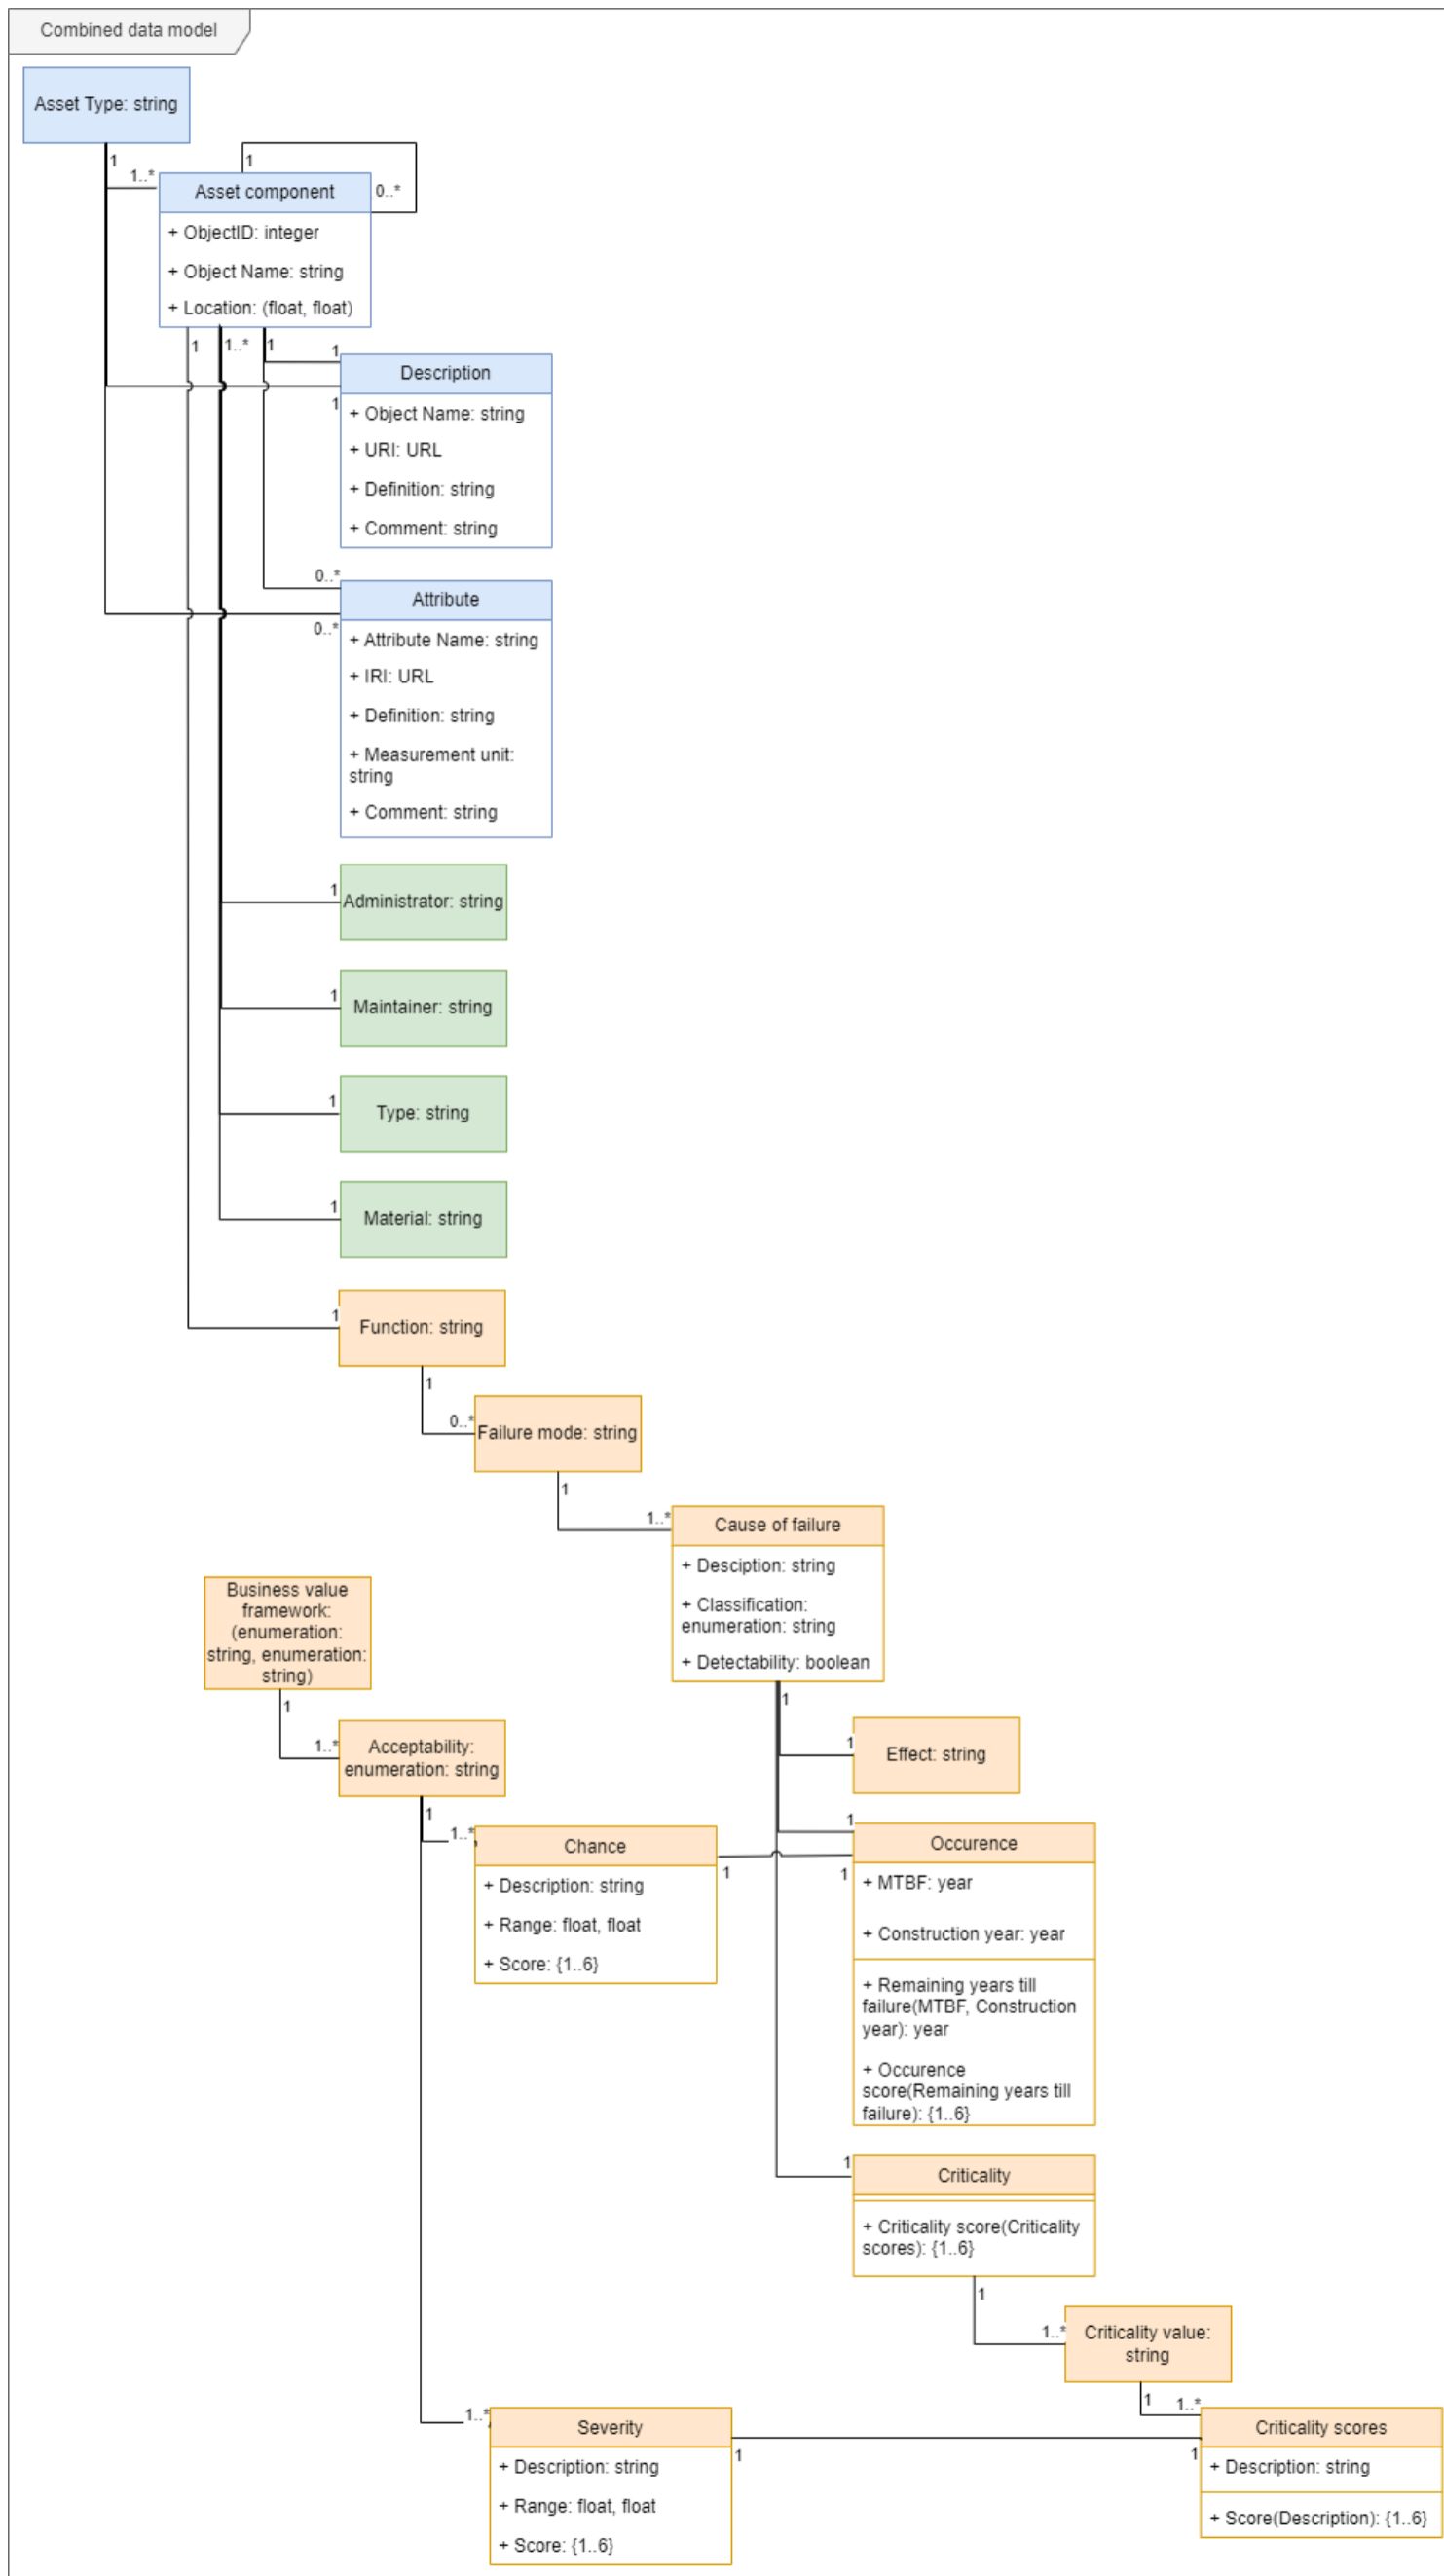 Combined data model
Asset Type: string
1
1..*
1
0..*
Asset component
+ ObjectID: integer
+ Object Name: string
+ Location: (float, float)
1
1..*
1
1
Description
1
+ Object Name: string
+ URI: URL
+ Definition: string
+ Comment: string
0..*
Attribute
0..*
+ Attribute Name: string
+ IRI: URL
+ Definition: string
+ Measurement unit:
string
+ Comment: string
1
Administrator: string
1
Maintainer: string
1
Type: string
1
Material: string
1
Function: string
1
0..*
Failure mode: string
1
1..*
Cause of failure
+ Desciption: string
+ Classification:
enumeration: string
+ Detectability: boolean
Business value
framework:
(enumeration:
string, enumeration:
string)
1
1..*
Acceptability:
enumeration: string
1
1
Effect: string
1
1..*
Chance
+ Description: string
+ Range: float, float
+ Score: {1..6}
1
1
1
Occurence
+ MTBF: year
+ Construction year: year
+ Remaining years till
failure(MTBF, Construction
year): year
+ Occurence
score(Remaining years till
failure): {1..6}
1
Criticality
+ Criticality score(Criticality
scores): {1..6}
1
1..*
Criticality value:
string
1
1..*
1..*
Severity
+ Description: string
+ Range: float, float
+ Score: {1..6}
1
1
Criticality scores
+ Description: string
+ Score(Description): {1..6}